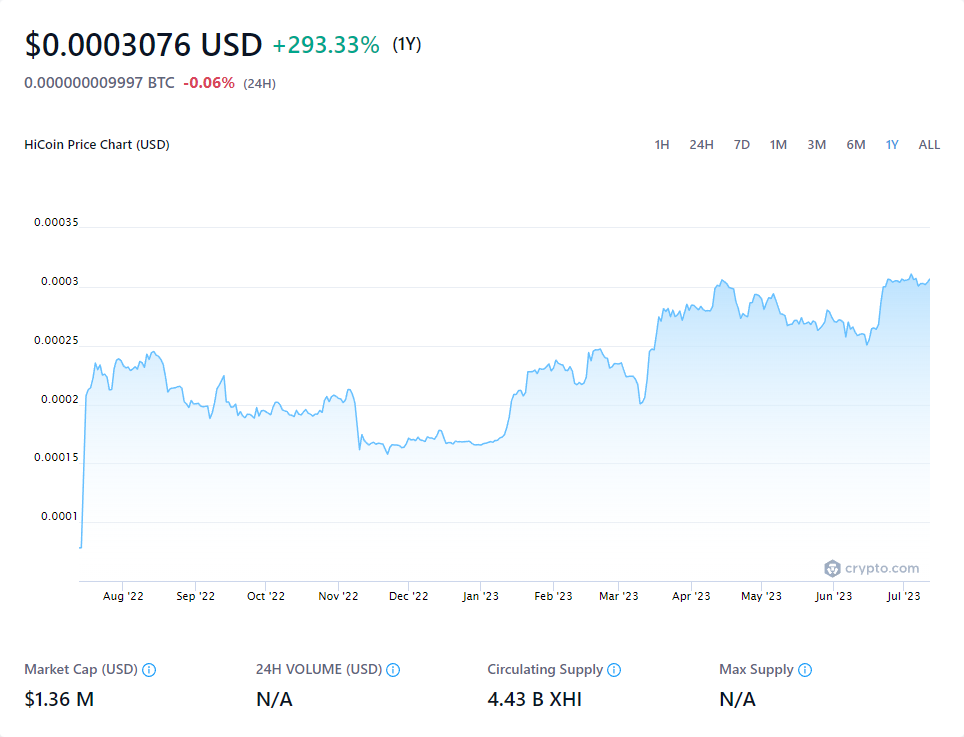 $0.0003076 USD +293.33% (1Y)
0.000000009997 BTC -0.06% (24H)
HiCoin Price Chart (USD) 1H 24H 7D 1M 3M 6M 1Y ALL
0.00035
0.0003
0.00025
0.0002
0.00015
0.0001
crypto.com
Aug '22 Sep '22 Oct '22 Nov '22 Dec '22 Jan '23 Feb '23 Mar '23 Apr '23 May '23 Jun '23 Jul '23
Market Cap (USD) 24H VOLUME (USD) Circulating Supply Max Supply
$1.36 M N/A 4.43 B XHI N/A